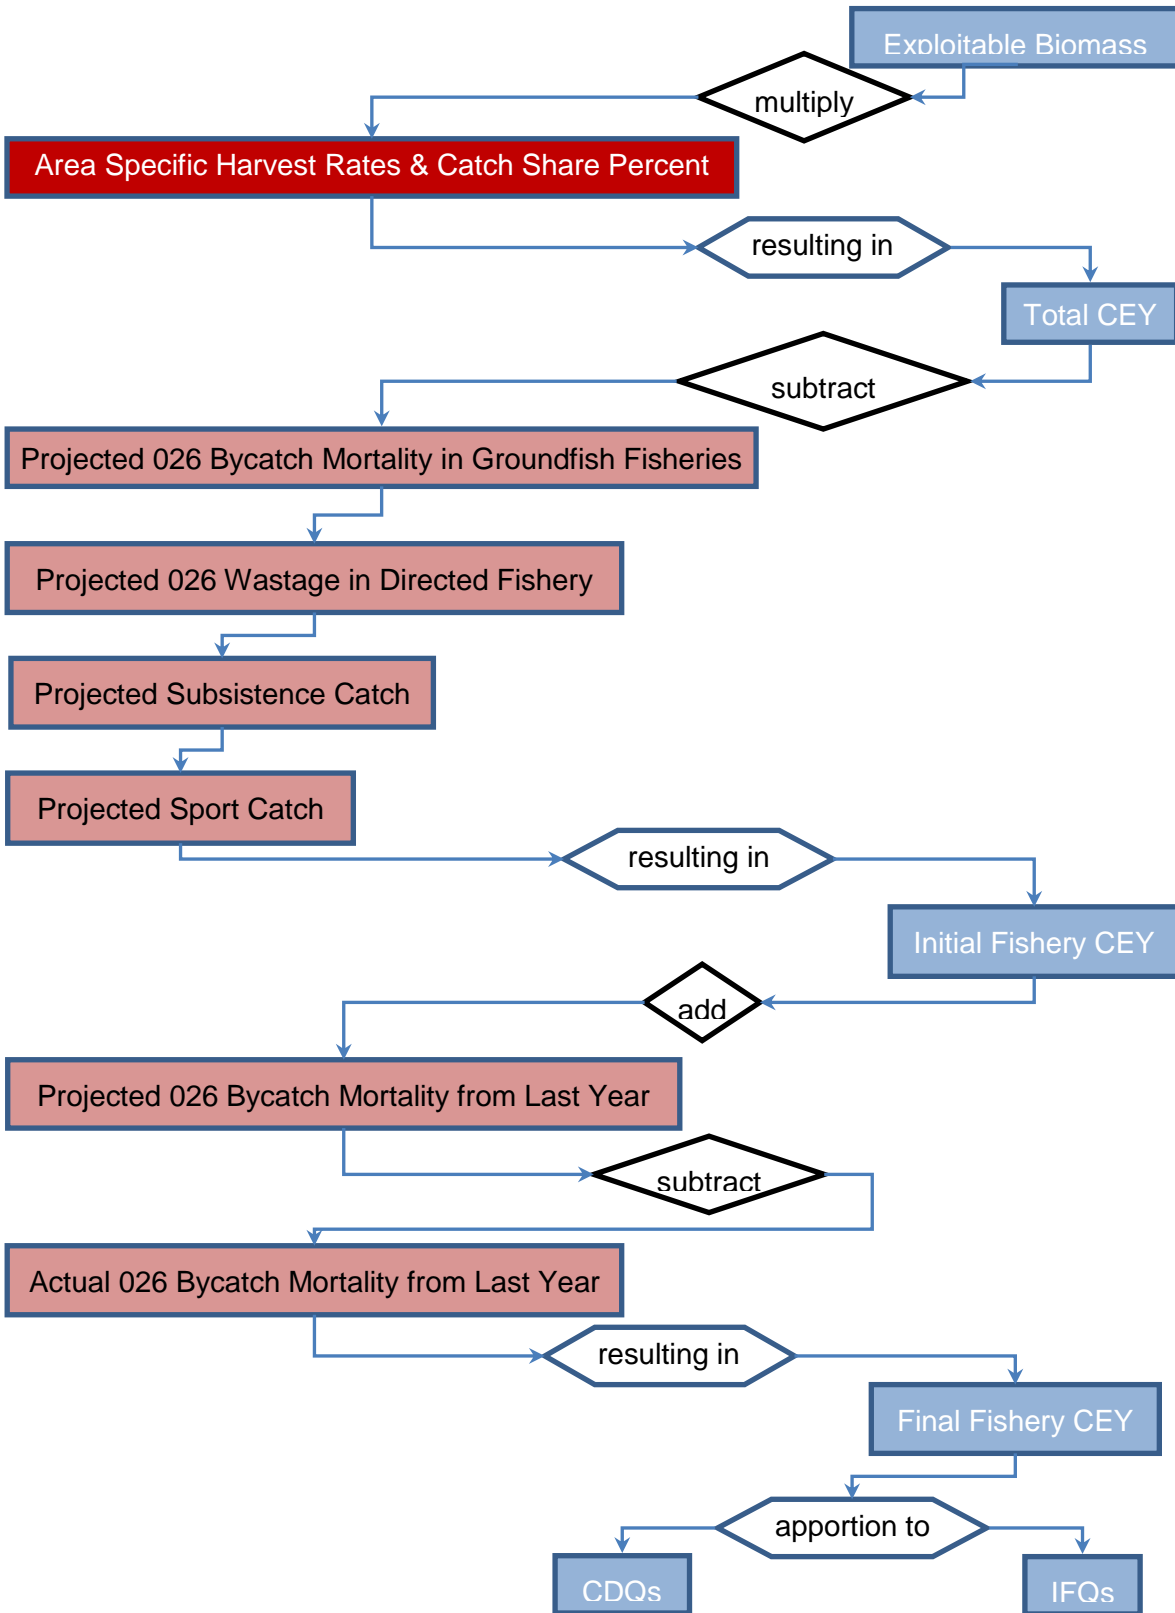 Exploitable Biomass
multiply
Area Specific Harvest Rates & Catch Share Percent
resulting in
Total CEY
subtract
Projected 026 Bycatch Mortality in Groundfish Fisheries
Projected 026 Wastage in Directed Fishery
Projected Subsistence Catch
Projected Sport Catch
resulting in
Initial Fishery CEY
add
Projected 026 Bycatch Mortality from Last Year
subtract
Actual 026 Bycatch Mortality from Last Year
resulting in
Final Fishery CEY
apportion to
CDQs
IFQs